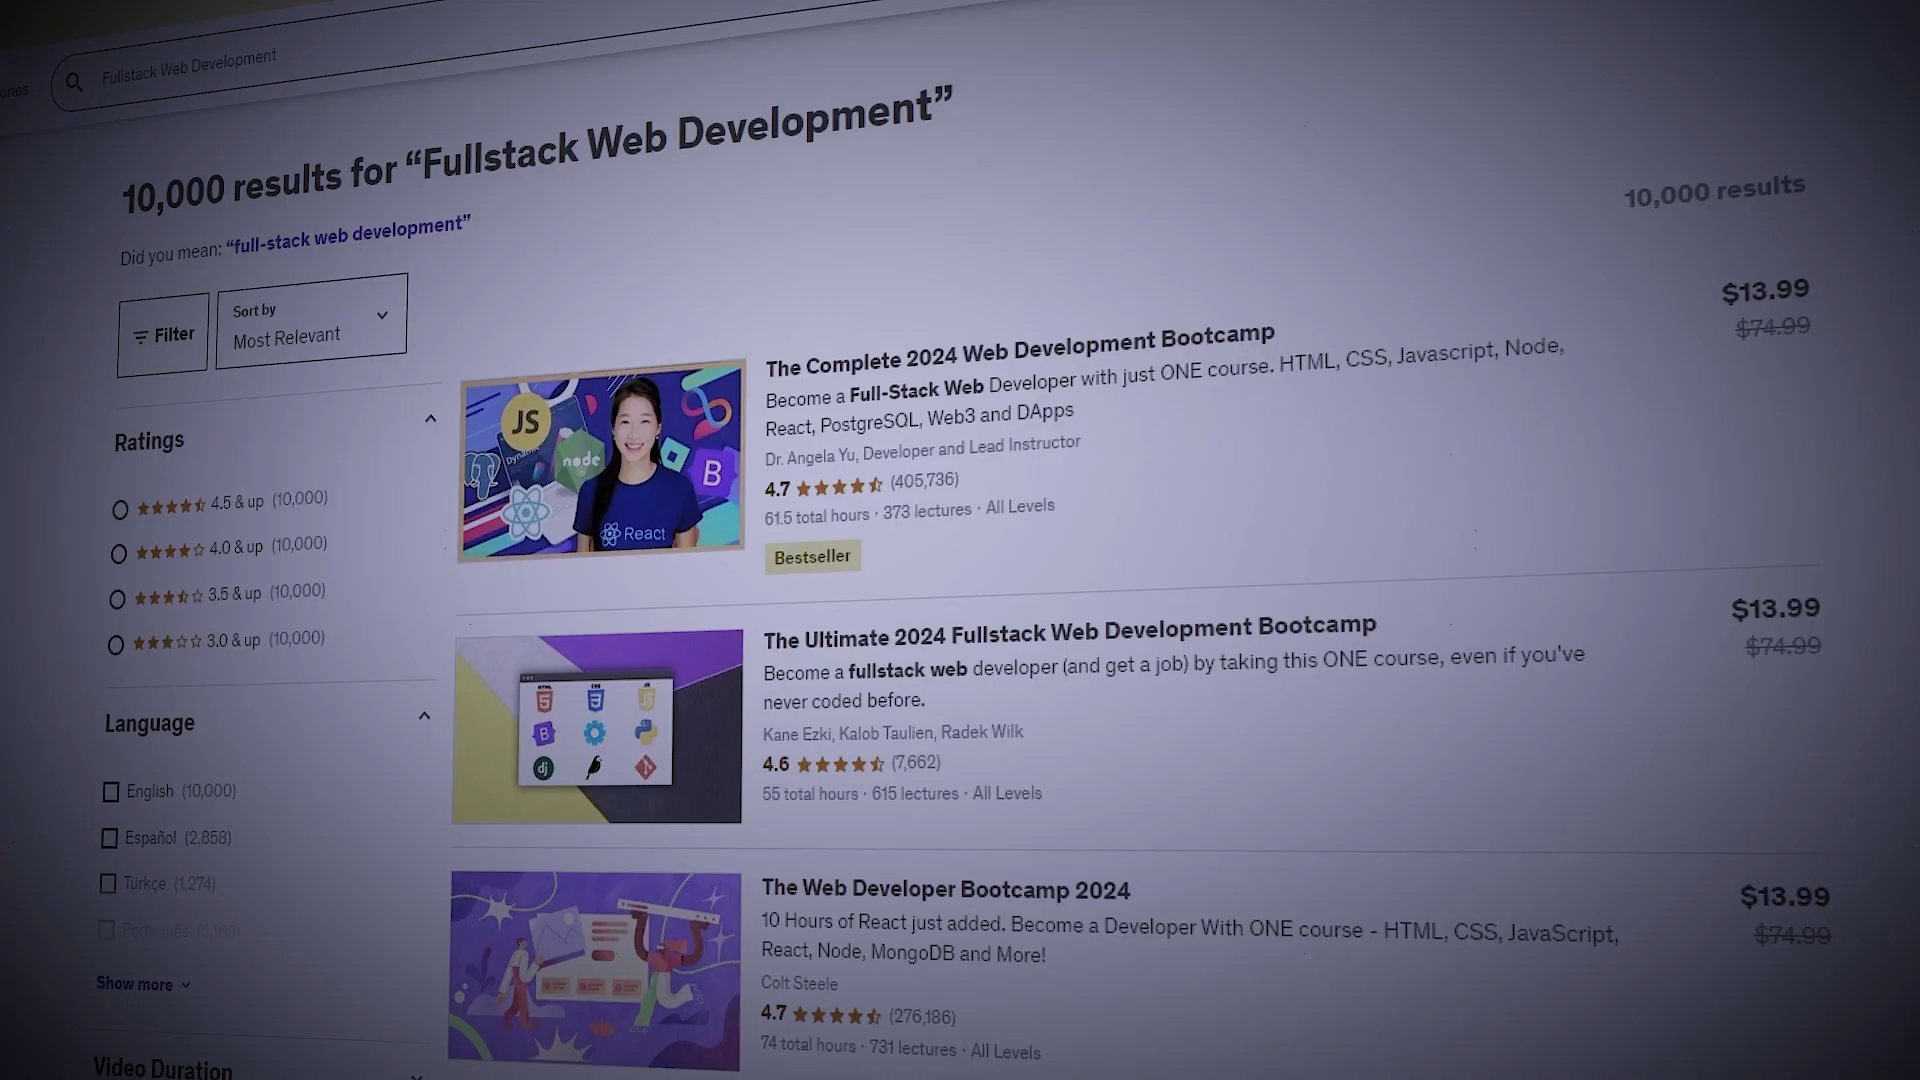 ories
Fullstack Web Development
10,000 results for “Fullstack Web Development”
Did you mean: “full-stack web development”
10,000 results
Filter
Sort by
Most Relevant
Ratings
4.5 & up (10,000)
4.0 & up (10,000)
3.5 & up (10,000)
3.0 & up (10,000)
Language
English (10,000)
Español (2,858)
Türkçe (1,274)
Português (2,168)
Show more
Video Duration
JS
node
B
React
The Complete 2024 Web Development Bootcamp
Become a Full-Stack Web Developer with just ONE course. HTML, CSS, Javascript, Node,
React, PostgreSQL, Web3 and DApps
Dr. Angela Yu, Developer and Lead Instructor
4.7 (405,736)
61.5 total hours · 373 lectures · All Levels
Bestseller
$13.99
$74.99
HTML
5
3
JS
B
dj
The Ultimate 2024 Fullstack Web Development Bootcamp
Become a fullstack web developer (and get a job) by taking this ONE course, even if you've
never coded before.
Kane Ezki, Kalob Taulien, Radek Wilk
4.6 (7,662)
55 total hours · 615 lectures · All Levels
$13.99
$74.99
The Web Developer Bootcamp 2024
10 Hours of React just added. Become a Developer With ONE course - HTML, CSS, JavaScript,
React, Node, MongoDB and More!
Colt Steele
4.7 (276,186)
74 total hours · 731 lectures · All Levels
$13.99
$74.99